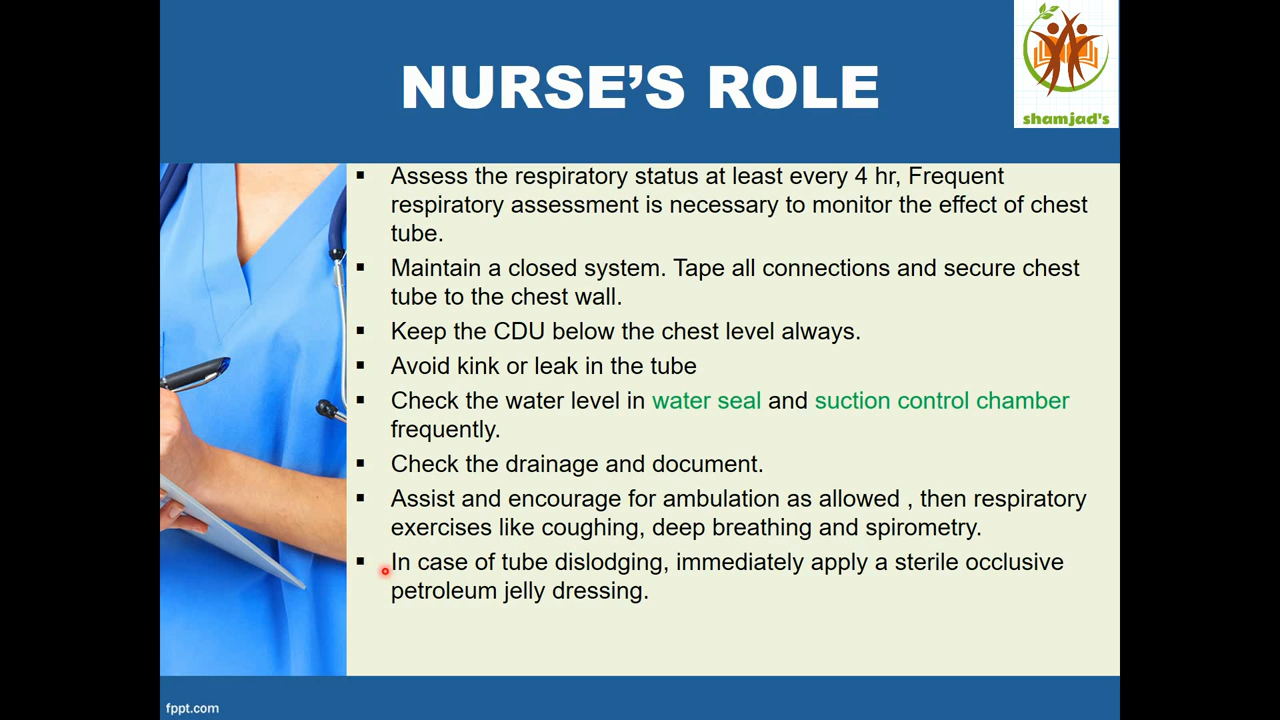 NURSE’S ROLE
shamjad's
▪ Assess the respiratory status at least every 4 hr, Frequent
respiratory assessment is necessary to monitor the effect of chest
tube.
▪ Maintain a closed system. Tape all connections and secure chest
tube to the chest wall.
▪ Keep the CDU below the chest level always.
▪ Avoid kink or leak in the tube
▪ Check the water level in water seal and suction control chamber
frequently.
▪ Check the drainage and document.
▪ Assist and encourage for ambulation as allowed , then respiratory
exercises like coughing, deep breathing and spirometry.
▪ In case of tube dislodging, immediately apply a sterile occlusive
petroleum jelly dressing.
fppt.com